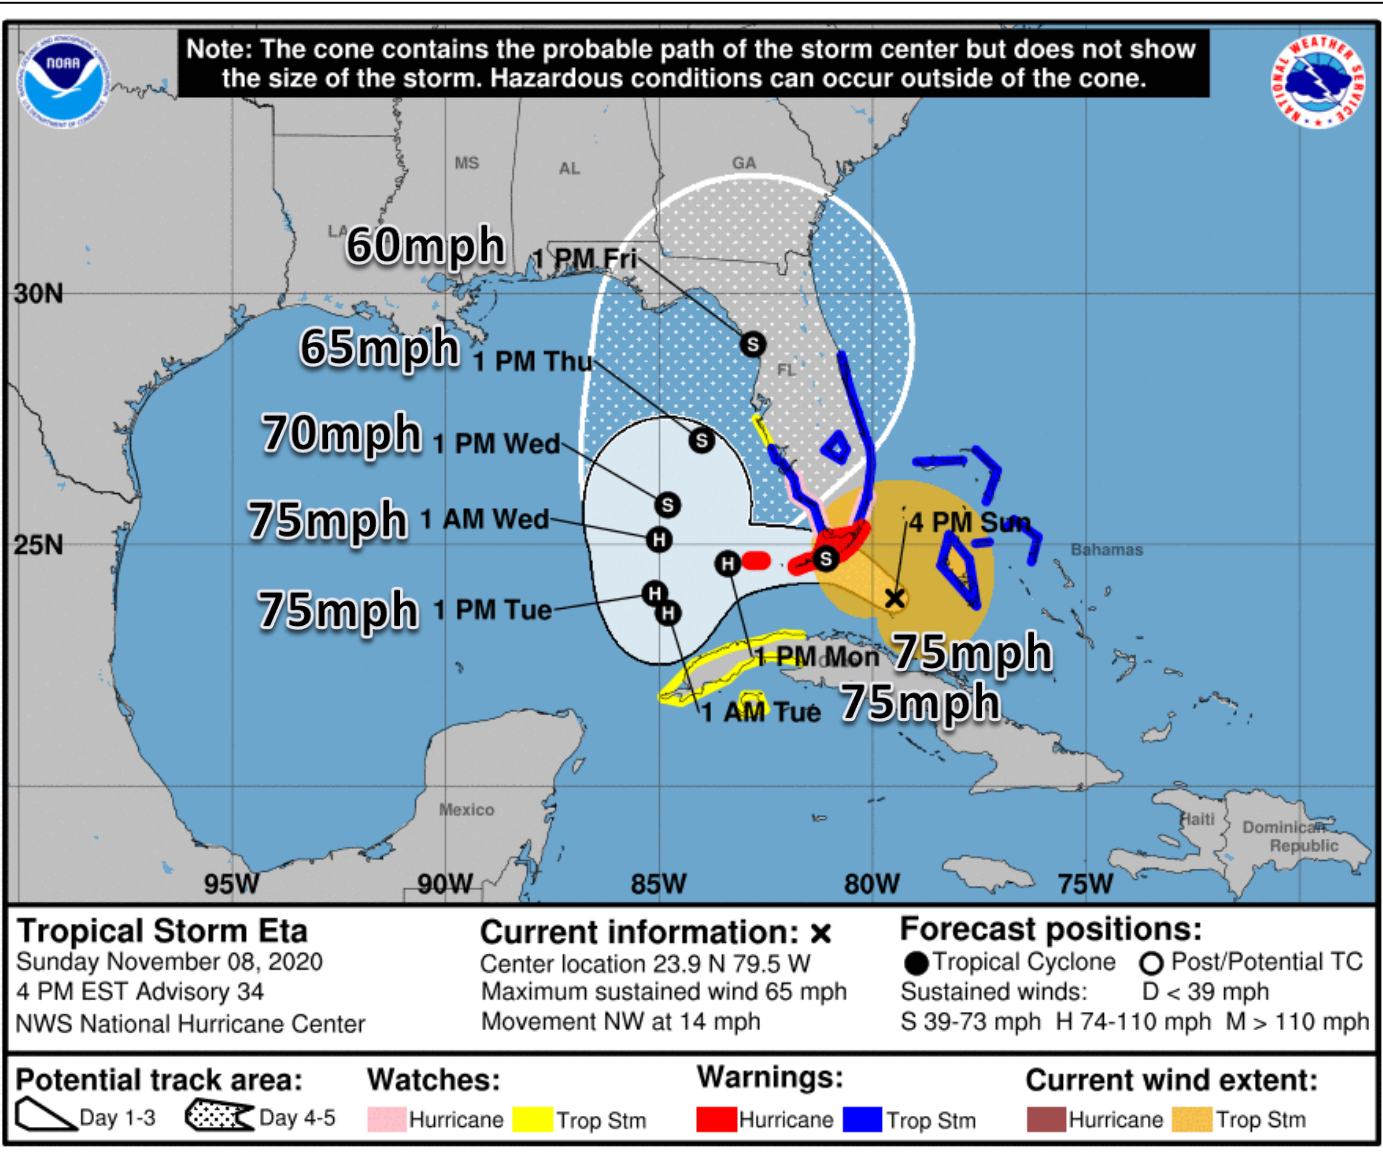 Note: The cone contains the probable path of the storm center but does not show
the size of the storm. Hazardous conditions can occur outside of the cone.
NOAA
NATIONAL WEATHER SERVICE
MS
AL
GA
LA
60mph
1 PM Fri
30N
65mph
1 PM Thu
FL
70mph
1 PM Wed
75mph
1 AM Wed
4 PM Sun
25N
Bahamas
75mph
1 PM Tue
1 PM Mon
75mph
1 AM Tue
75mph
Mexico
Haiti
Dominican
Republic
95W
90W
85W
80W
75W
Tropical Storm Eta
Sunday November 08, 2020
4 PM EST Advisory 34
NWS National Hurricane Center
Current information: x
Center location 23.9 N 79.5 W
Maximum sustained wind 65 mph
Movement NW at 14 mph
Forecast positions:
Tropical Cyclone
Post/Potential TC
Sustained winds:
D < 39 mph
S 39-73 mph H 74-110 mph M > 110 mph
Potential track area:
Day 1-3
Day 4-5
Watches:
Hurricane
Trop Stm
Warnings:
Hurricane
Trop Stm
Current wind extent:
Hurricane
Trop Stm